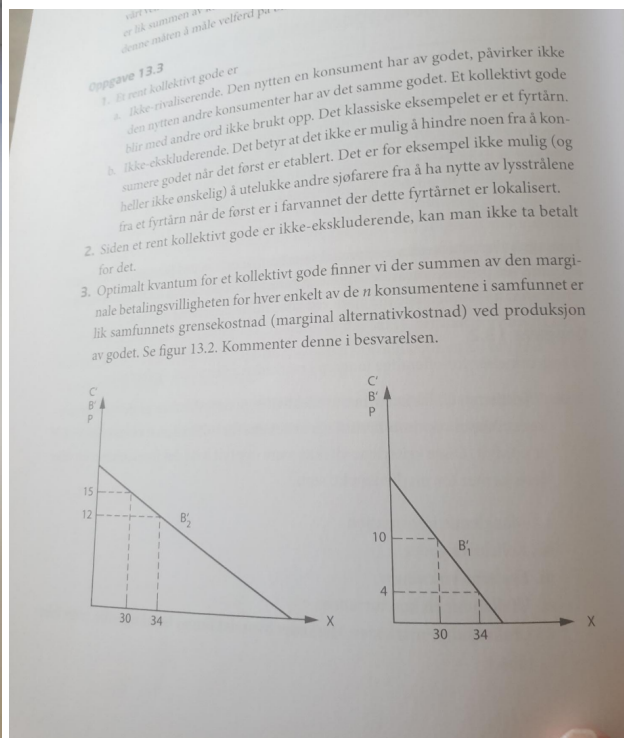 er lik summen av
denne måten å måle velferd på
Oppgave 13.3
1. Et rent kollektivt gode er
a. Ikke-rivaliserende. Den nytten en konsument har av godet, påvirker ikke
den nytten andre konsumenter har av det samme godet. Et kollektivt gode
blir med andre ord ikke brukt opp. Det klassiske eksempelet er et fyrtårn.
b. Ikke-ekskluderende. Det betyr at det ikke er mulig å hindre noen fra å kon-
sumere godet når det først er etablert. Det er for eksempel ikke mulig (og
heller ikke ønskelig) å utelukke andre sjøfarere fra å ha nytte av lysstrålene
fra et fyrtårn når de først er i farvannet der dette fyrtårnet er lokalisert.
2. Siden et rent kollektivt gode er ikke-ekskluderende, kan man ikke ta betalt
for det.
3. Optimalt kvantum for et kollektivt gode finner vi der summen av den margi-
nale betalingsvilligheten for hver enkelt av de n konsumentene i samfunnet er
lik samfunnets grensekostnad (marginal alternativkostnad) ved produksjon
av godet. Se figur 13.2. Kommenter denne i besvarelsen.
C'
B'
P
15
12
B'₂
30 34
X
C'
B'
P
10
4
B'₁
30 34
X